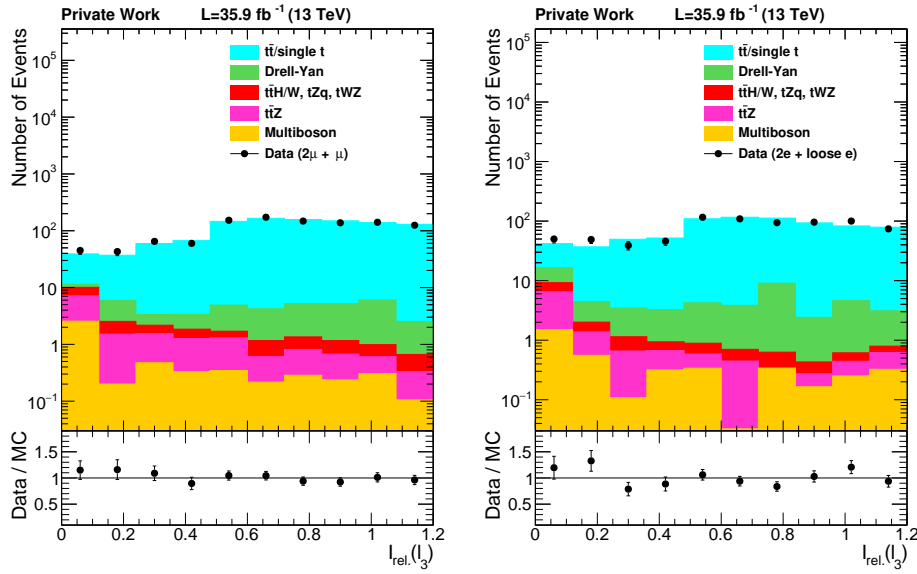 Private Work L=35.9 fb⁻¹ (13 TeV)
Number of Events
10⁵
10⁴
10³
10²
10
1
10⁻¹
tt̄/single t
Drell-Yan
tt̄H/W, tZq, tWZ
tt̄Z
Multiboson
Data (2μ + μ)
Data / MC
1.5
1
0.5
0 0.2 0.4 0.6 0.8 1 1.2
I_rel.(l_3)
Private Work L=35.9 fb⁻¹ (13 TeV)
Number of Events
10⁵
10⁴
10³
10²
10
1
10⁻¹
tt̄/single t
Drell-Yan
tt̄H/W, tZq, tWZ
tt̄Z
Multiboson
Data (2e + loose e)
Data / MC
1.5
1
0.5
0 0.2 0.4 0.6 0.8 1 1.2
I_rel.(l_3)